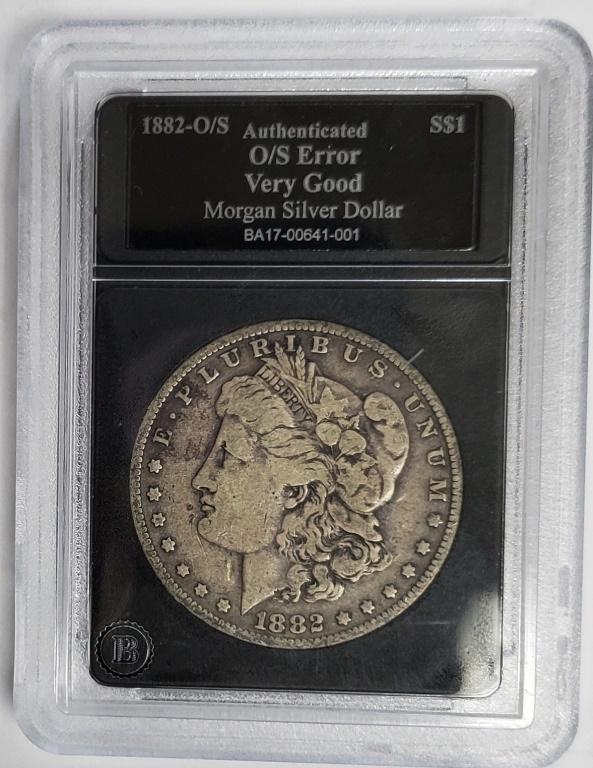 1882-O/S Authenticated S$1
O/S Error
Very Good
Morgan Silver Dollar
BA17-00641-001
E · PLURIBUS · UNUM
LIBERTY
1882
B